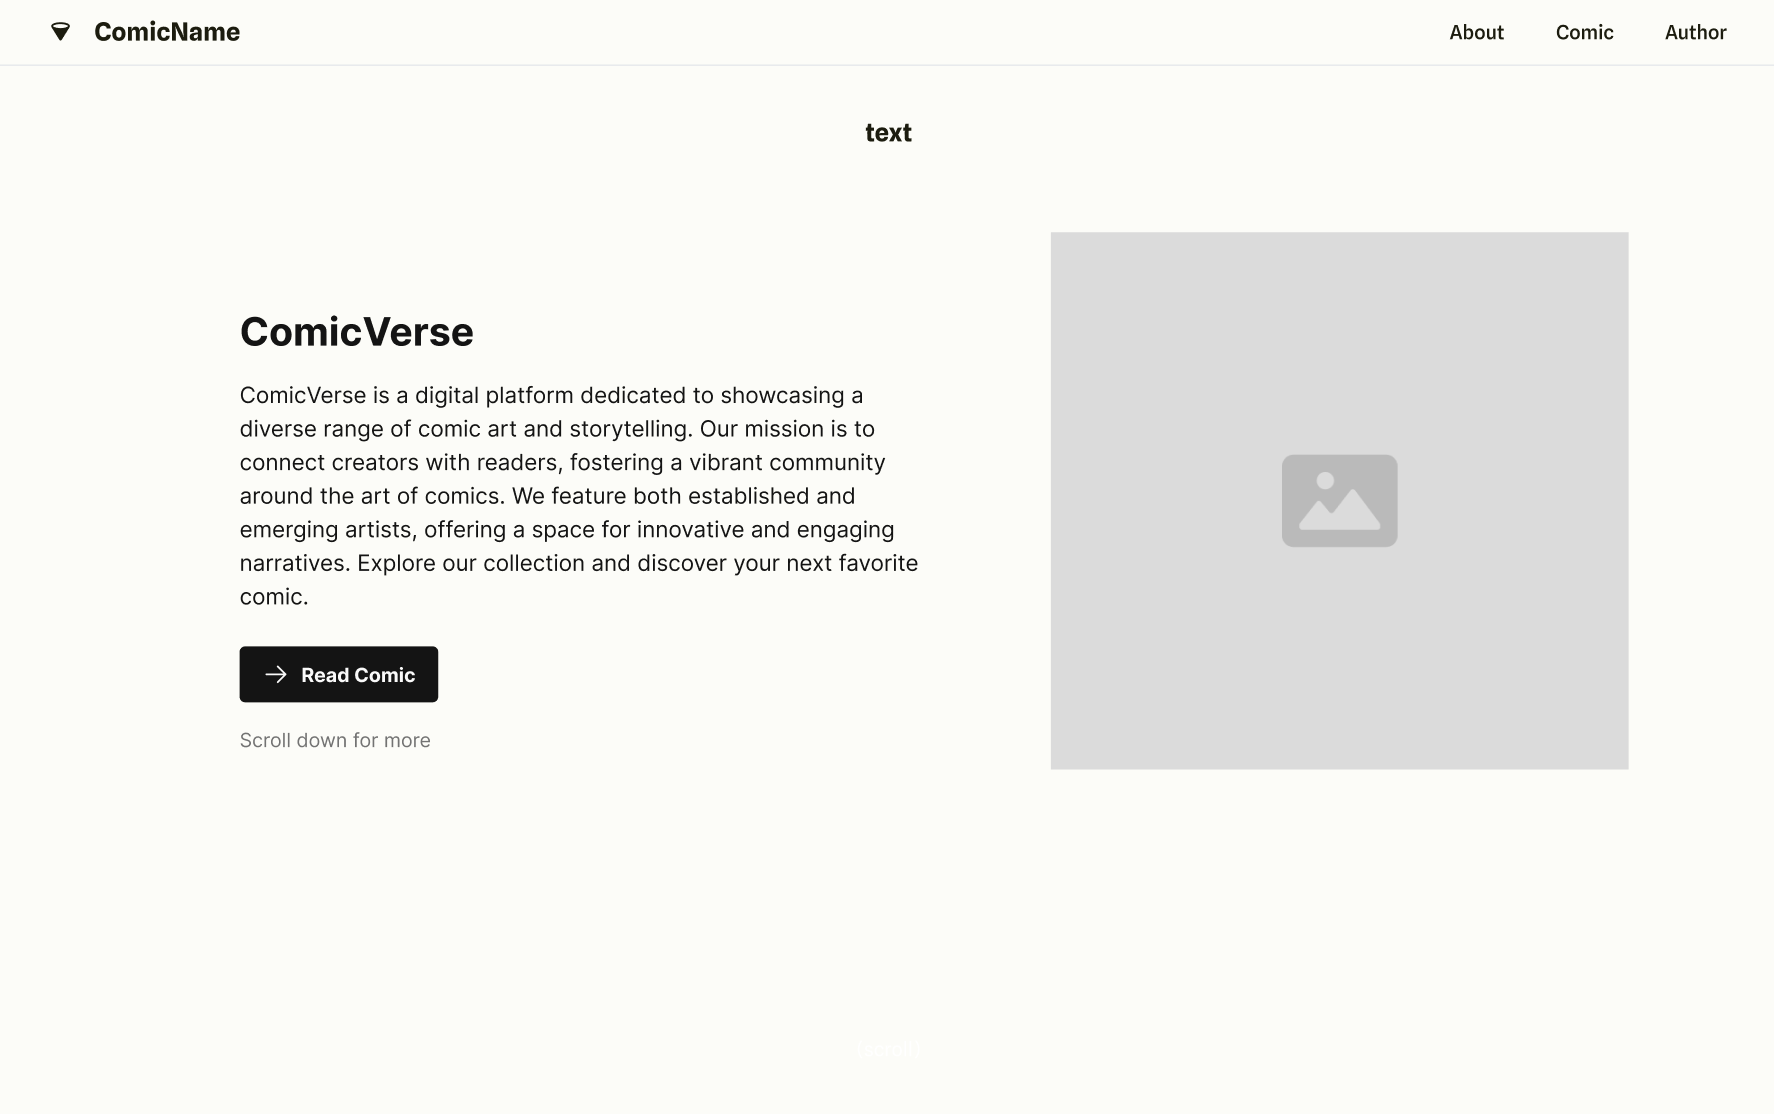 ComicName
About
Comic
Author
text
ComicVerse
ComicVerse is a digital platform dedicated to showcasing a
diverse range of comic art and storytelling. Our mission is to
connect creators with readers, fostering a vibrant community
around the art of comics. We feature both established and
emerging artists, offering a space for innovative and engaging
narratives. Explore our collection and discover your next favorite
comic.
Read Comic
Scroll down for more